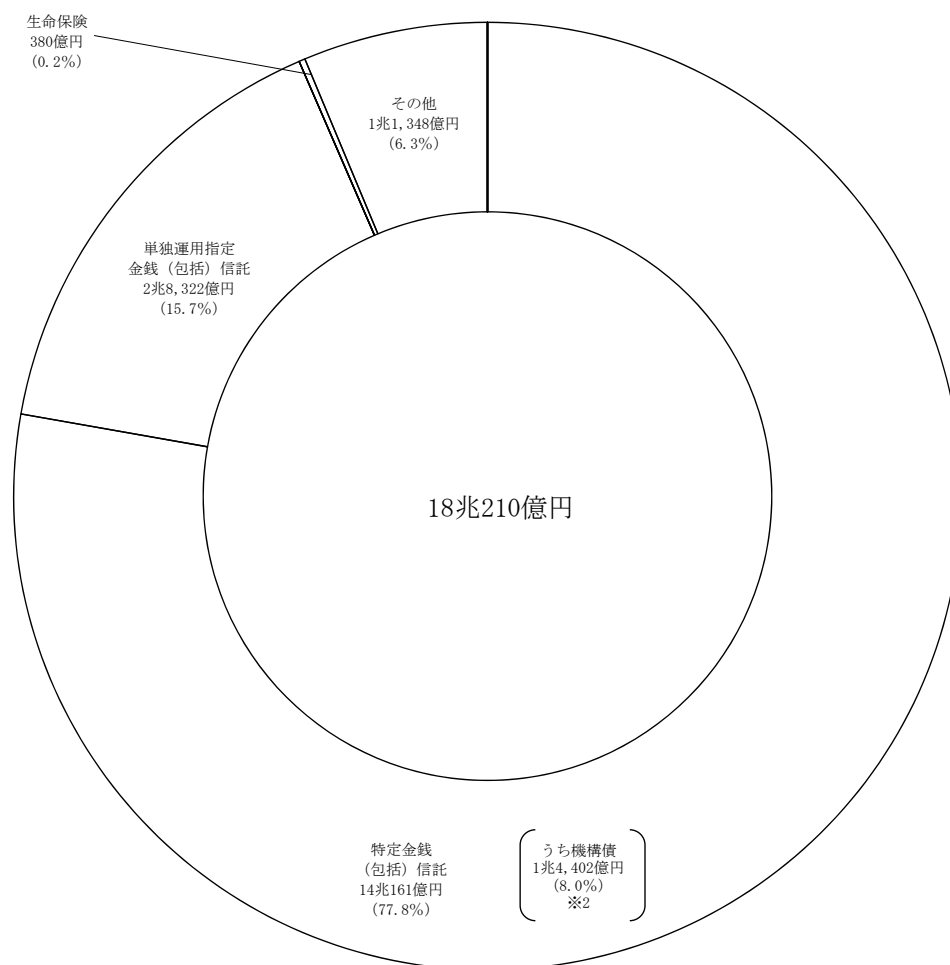 生命保険
380億円
(0.2%)
その他
1兆1,348億円
(6.3%)
単独運用指定
金銭（包括）信託
2兆8,322億円
(15.7%)
18兆210億円
特定金銭
（包括）信託
14兆161億円
(77.8%)
うち機構債
1兆4,402億円
(8.0%)
※2